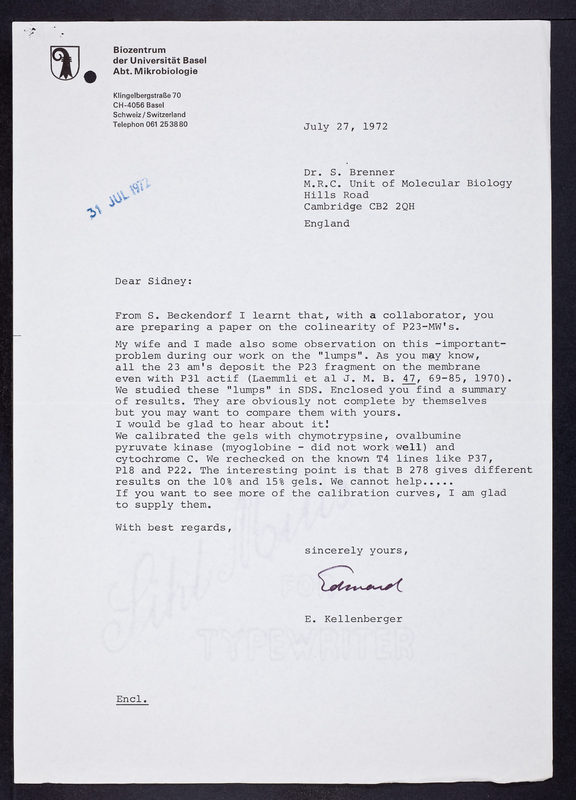 Biozentrum
der Universität Basel
Abt. Mikrobiologie
Klingelbergstraße 70
CH-4056 Basel
Schweiz/Switzerland
Telephon 061 25 38 80
July 27, 1972
31 JUL 1972
Dr. S. Brenner
M.R.C. Unit of Molecular Biology
Hills Road
Cambridge CB2 2QH
England
Dear Sidney:
From S. Beckendorf I learnt that, with a collaborator, you
are preparing a paper on the colinearity of P23-MW's.
My wife and I made also some observation on this -important-
problem during our work on the "lumps". As you may know,
all the 23 am's deposit the P23 fragment on the membrane
even with P31 actif (Laemmli et al J. M. B. 47, 69-85, 1970).
We studied these "lumps" in SDS. Enclosed you find a summary
of results. They are obviously not complete by themselves
but you may want to compare them with yours.
I would be glad to hear about it!
We calibrated the gels with chymotrypsine, ovalbumine
pyruvate kinase (myoglobine - did not work well) and
cytochrome C. We rechecked on the known T4 lines like P37,
P18 and P22. The interesting point is that B 278 gives different
results on the 10% and 15% gels. We cannot help.....
If you want to see more of the calibration curves, I am glad
to supply them.
With best regards,
sincerely yours,
Edouard
E. Kellenberger
TYPEWRITER
Encl.